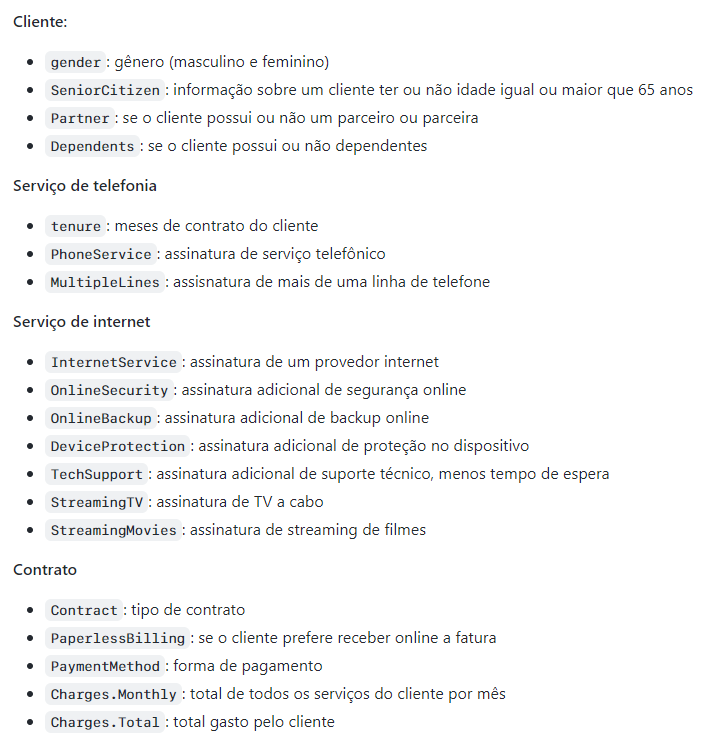 Cliente:
gender : gênero (masculino e feminino)
SeniorCitizen : informação sobre um cliente ter ou não idade igual ou maior que 65 anos
Partner : se o cliente possui ou não um parceiro ou parceira
Dependents : se o cliente possui ou não dependentes
Serviço de telefonia
tenure : meses de contrato do cliente
PhoneService : assinatura de serviço telefônico
MultipleLines : assisnatura de mais de uma linha de telefone
Serviço de internet
InternetService : assinatura de um provedor internet
OnlineSecurity : assinatura adicional de segurança online
OnlineBackup : assinatura adicional de backup online
DeviceProtection : assinatura adicional de proteção no dispositivo
TechSupport : assinatura adicional de suporte técnico, menos tempo de espera
StreamingTV : assinatura de TV a cabo
StreamingMovies : assinatura de streaming de filmes
Contrato
Contract : tipo de contrato
PaperlessBilling : se o cliente prefere receber online a fatura
PaymentMethod : forma de pagamento
Charges.Monthly : total de todos os serviços do cliente por mês
Charges.Total : total gasto pelo cliente